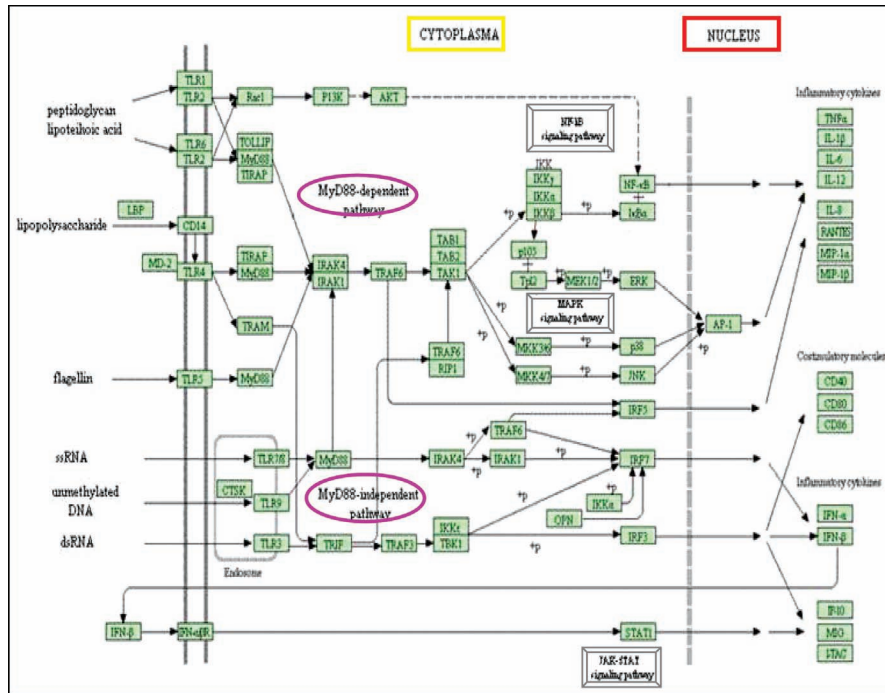 CYTOPLASMA
NUCLEUS
peptidoglycan
lipoteihoic acid
TLR1
TLR2
TLR6
TLR2
Rac1
TOLLIP
MyD88
TIRAP
P13K
AKT
NF-kB
signaling pathway
MyD88-dependent
pathway
IKK
IKKγ
IKKα
IKKβ
NF-κB
IκBα
+p
+p
Inflammatory cytokines
TNFα
IL-1β
IL-6
IL-12
IL-8
RANTES
MIP-1α
MIP-1β
lipopolysaccharide
LBP
CD14
MD-2
TLR4
TIRAP
MyD88
TRAM
IRAK4
IRAK1
TRAF6
TAB1
TAB2
TAK1
p105
Tpl2
MEK1/2
+p
ERK
MAPK
signaling pathway
+p
+p
MKK3/6
+p
p38
MKK4/7
+p
JNK
+p
AP-1
TRAF6
RIP1
flagellin
TLR5
MyD88
IRF5
Costimulatory molecules
CD40
CD80
CD86
ssRNA
TLR7/8
MyD88
IRAK4
+p
+p
TRAF6
IRAK1
+p
IRF7
unmethylated
DNA
CTSK
TLR9
MyD88-independent
pathway
+p
+p
IKKα
OPN
Inflammatory cytokines
IFN-α
IFN-β
dsRNA
TLR3
Endosome
TRIF
TRAF3
IKKε
TBK1
+p
IRF3
IFN-β
IFN-αβR
STAT1
JAK-STAT
signaling pathway
IP-10
MIG
I-TAC